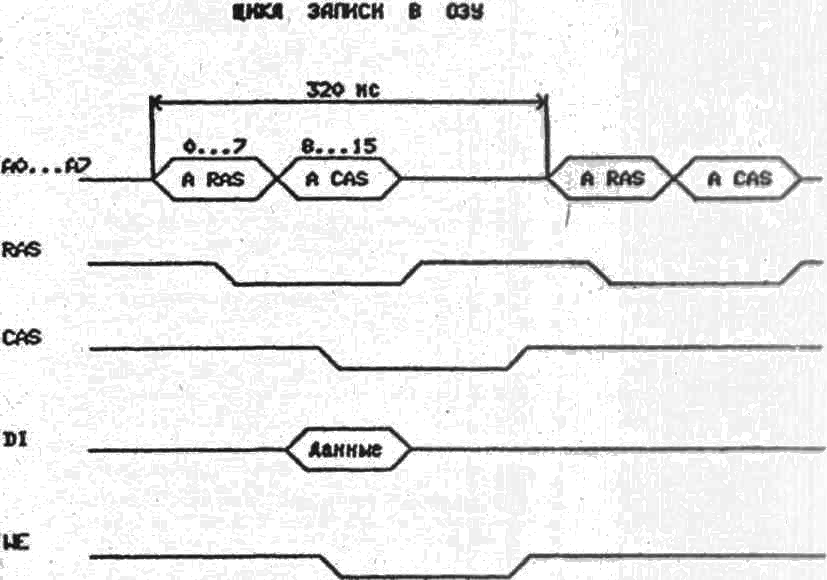 ЦИКЛ ЗАПИСИ В ОЗУ
320 нс
0...7 8...15
A0...A7
A RAS A CAS A RAS A CAS
RAS
CAS
DI
Данные
WE